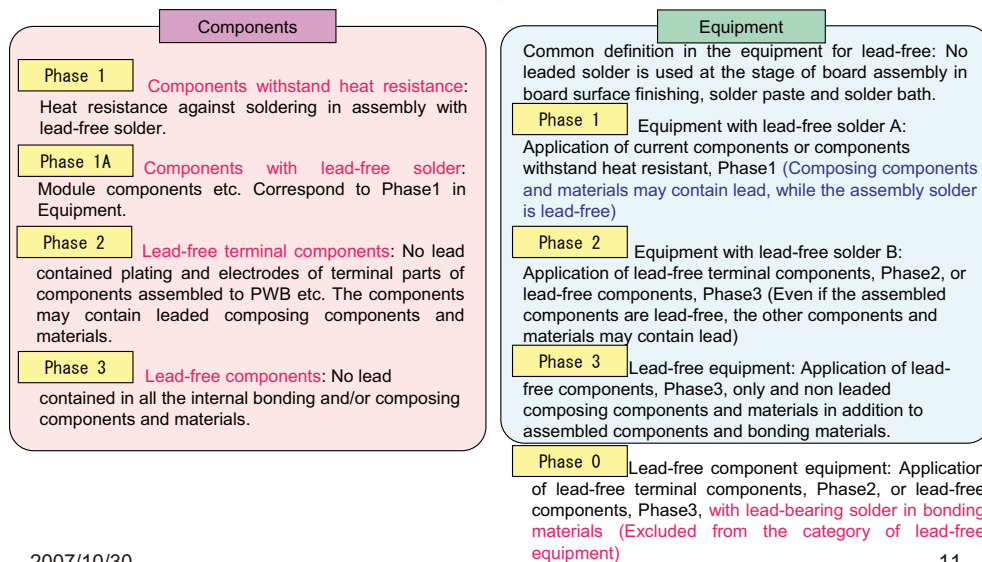 Components
Phase 1
Components withstand heat resistance:
Heat resistance against soldering in assembly with
lead-free solder.
Phase 1A
Components with lead-free solder:
Module components etc. Correspond to Phase1 in
Equipment.
Phase 2
Lead-free terminal components: No lead
contained plating and electrodes of terminal parts of
components assembled to PWB etc. The components
may contain leaded composing components and
materials.
Phase 3
Lead-free components: No lead
contained in all the internal bonding and/or composing
components and materials.
Equipment
Common definition in the equipment for lead-free: No
leaded solder is used at the stage of board assembly in
board surface finishing, solder paste and solder bath.
Phase 1
Equipment with lead-free solder A:
Application of current components or components
withstand heat resistant, Phase1 (Composing components
and materials may contain lead, while the assembly solder
is lead-free)
Phase 2
Equipment with lead-free solder B:
Application of lead-free terminal components, Phase2, or
lead-free components, Phase3 (Even if the assembled
components are lead-free, the other components and
materials may contain lead)
Phase 3
Lead-free equipment: Application of lead-
free components, Phase3, only and non leaded
composing components and materials in addition to
assembled components and bonding materials.
Phase 0
Lead-free component equipment: Application
of lead-free terminal components, Phase2, or lead-free
components, Phase3, with lead-bearing solder in bonding
materials (Excluded from the category of lead-free
equipment)
2007/10/30
11